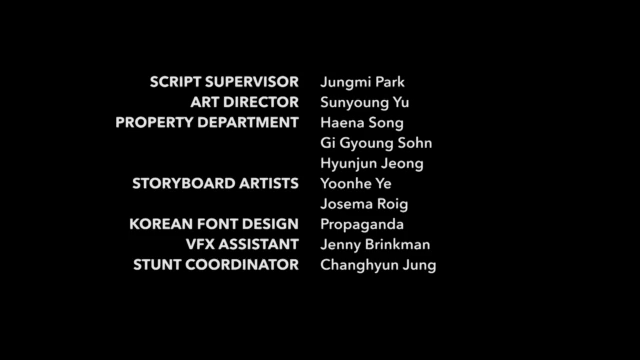 SCRIPT SUPERVISOR Jungmi Park
ART DIRECTOR Sunyoung Yu
PROPERTY DEPARTMENT Haena Song
Gi Gyoung Sohn
Hyunjun Jeong
STORYBOARD ARTISTS Yoonhe Ye
Josema Roig
KOREAN FONT DESIGN Propaganda
VFX ASSISTANT Jenny Brinkman
STUNT COORDINATOR Changhyun Jung